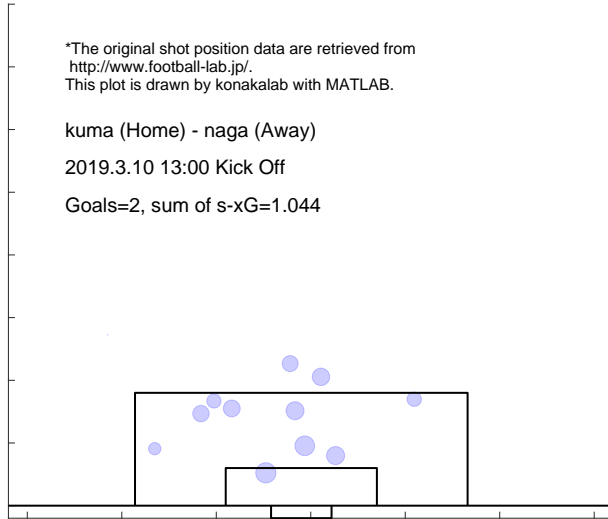 *The original shot position data are retrieved from
http://www.football-lab.jp/.
This plot is drawn by konakalab with MATLAB.
kuma (Home) - naga (Away)
2019.3.10 13:00 Kick Off
Goals=2, sum of s-xG=1.044